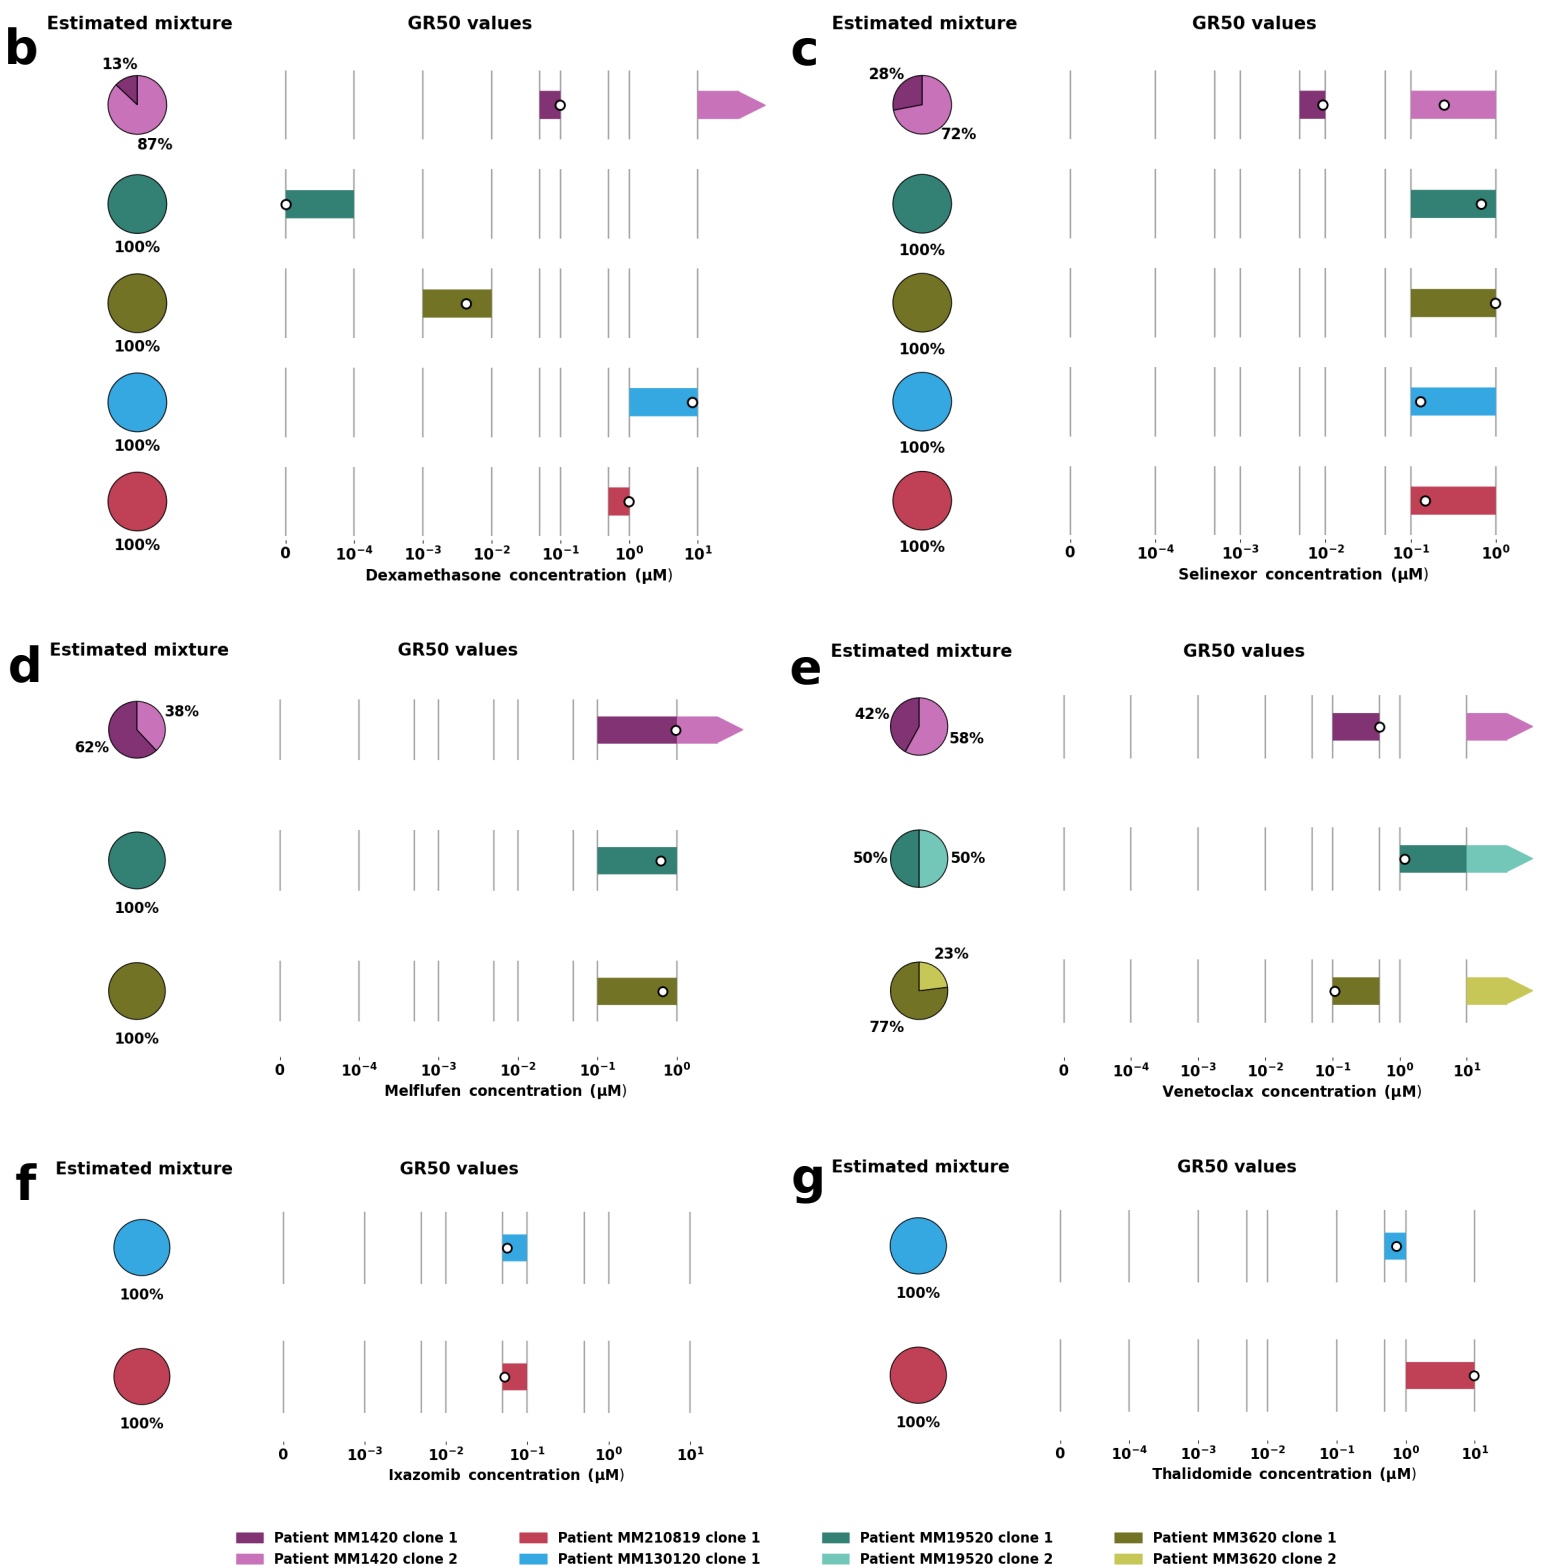 b
Estimated mixture
GR50 values
13%
87%
100%
100%
100%
100%
0 10⁻⁴ 10⁻³ 10⁻² 10⁻¹ 10⁰ 10¹
Dexamethasone concentration (μM)
c
Estimated mixture
GR50 values
28%
72%
100%
100%
100%
100%
0 10⁻⁴ 10⁻³ 10⁻² 10⁻¹ 10⁰
Selinexor concentration (μM)
d
Estimated mixture
GR50 values
38%
62%
100%
100%
0 10⁻⁴ 10⁻³ 10⁻² 10⁻¹ 10⁰
Melflufen concentration (μM)
e
Estimated mixture
GR50 values
42%
58%
50% 50%
23%
77%
0 10⁻⁴ 10⁻³ 10⁻² 10⁻¹ 10⁰ 10¹
Venetoclax concentration (μM)
f
Estimated mixture
GR50 values
100%
100%
0 10⁻³ 10⁻² 10⁻¹ 10⁰ 10¹
Ixazomib concentration (μM)
g
Estimated mixture
GR50 values
100%
100%
0 10⁻⁴ 10⁻³ 10⁻² 10⁻¹ 10⁰ 10¹
Thalidomide concentration (μM)
Patient MM1420 clone 1
Patient MM1420 clone 2
Patient MM210819 clone 1
Patient MM130120 clone 1
Patient MM19520 clone 1
Patient MM19520 clone 2
Patient MM3620 clone 1
Patient MM3620 clone 2